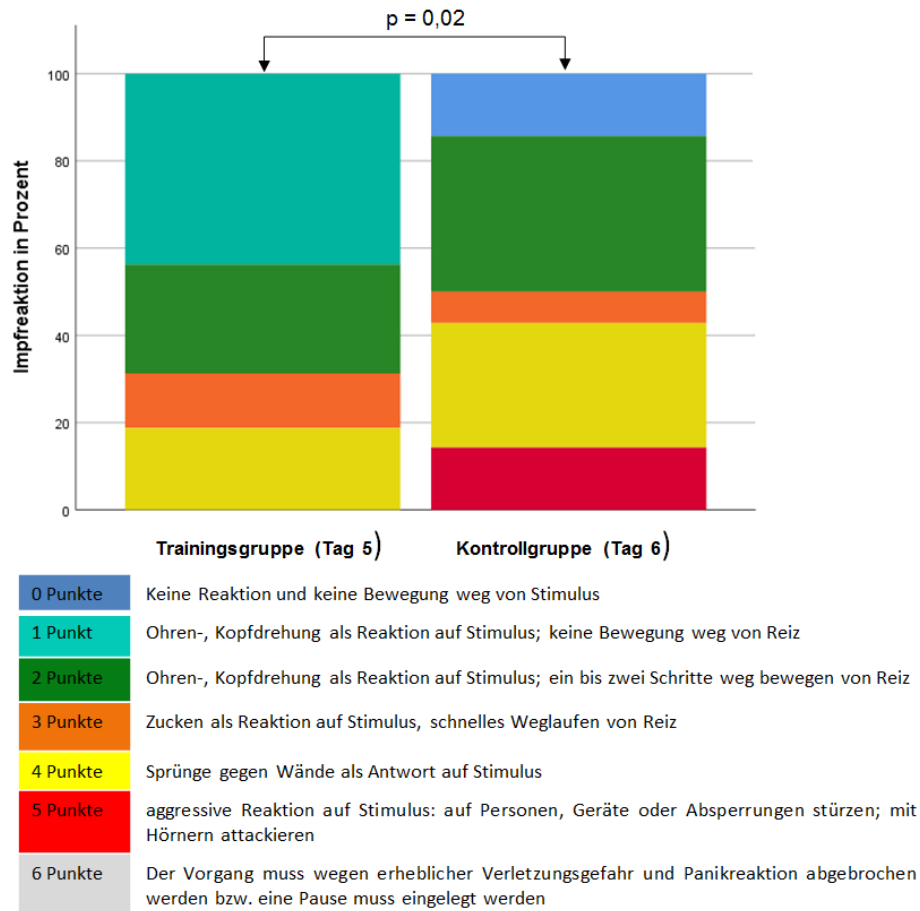 p = 0,02
Impfreaktion in Prozent
100
80
60
40
20
0
Trainingsgruppe (Tag 5)
Kontrollgruppe (Tag 6)
0 Punkte
Keine Reaktion und keine Bewegung weg von Stimulus
1 Punkt
Ohren-, Kopfdrehung als Reaktion auf Stimulus; keine Bewegung weg von Reiz
2 Punkte
Ohren-, Kopfdrehung als Reaktion auf Stimulus; ein bis zwei Schritte weg bewegen von Reiz
3 Punkte
Zucken als Reaktion auf Stimulus, schnelles Weglaufen von Reiz
4 Punkte
Sprünge gegen Wände als Antwort auf Stimulus
5 Punkte
aggressive Reaktion auf Stimulus: auf Personen, Geräte oder Absperrungen stürzen; mit
Hörnern attackieren
6 Punkte
Der Vorgang muss wegen erheblicher Verletzungsgefahr und Panikreaktion abgebrochen
werden bzw. eine Pause muss eingelegt werden